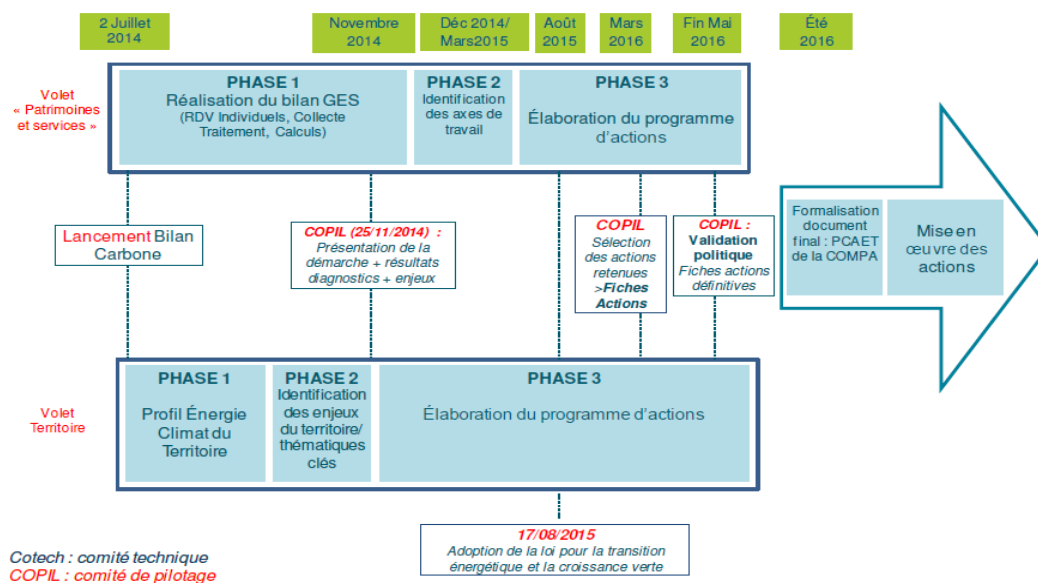 2 Juillet
2014
Novembre
2014
Déc 2014/
Mars2015
Août
2015
Mars
2016
Fin Mai
2016
Été
2016
Volet
« Patrimoines
et services »
PHASE 1
Réalisation du bilan GES
(RDV Individuels, Collecte
Traitement, Calculs)
PHASE 2
Identification
des axes de
travail
PHASE 3
Élaboration du programme
d'actions
Lancement Bilan
Carbone
COPIL (25/11/2014) :
Présentation de la
démarche + résultats
diagnostics + enjeux
COPIL
Sélection
des actions
retenues
>Fiches
Actions
COPIL :
Validation
politique
Fiches actions
définitives
Formalisation
document
final : PCAET
de la COMPA
Mise en
œuvre des
actions
Volet
Territoire
PHASE 1
Profil Énergie
Climat du
Territoire
PHASE 2
Identification
des enjeux
du territoire/
thématiques
clés
PHASE 3
Élaboration du programme d'actions
17/08/2015
Adoption de la loi pour la transition
énergétique et la croissance verte
Cotech : comité technique
COPIL : comité de pilotage